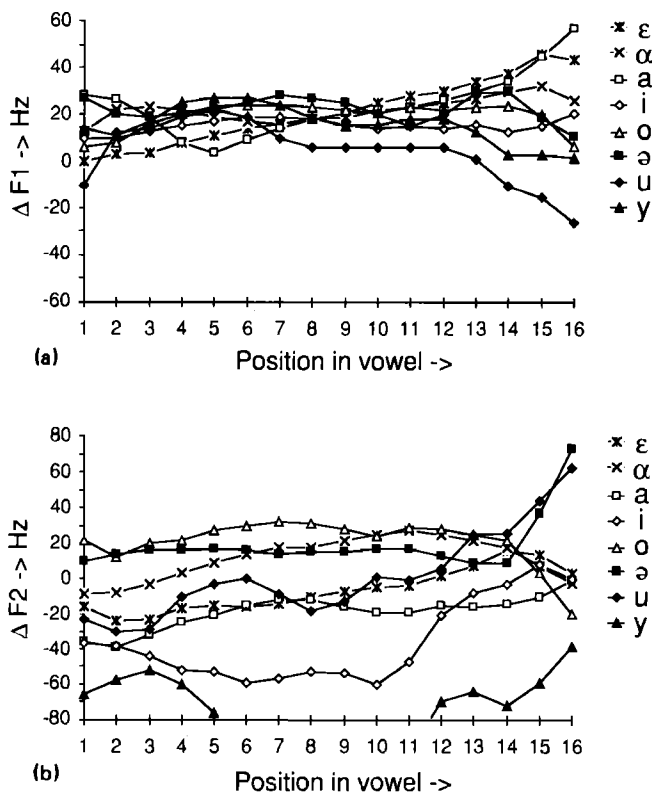 60
40
20
0
-20
-40
-60
Δ F1 -> Hz
1 2 3 4 5 6 7 8 9 10 11 12 13 14 15 16
Position in vowel ->
(a)
ε
α
a
i
o
ə
u
y
80
60
40
20
0
-20
-40
-60
-80
Δ F2 -> Hz
1 2 3 4 5 6 7 8 9 10 11 12 13 14 15 16
Position in vowel ->
(b)
ε
α
a
i
o
ə
u
y